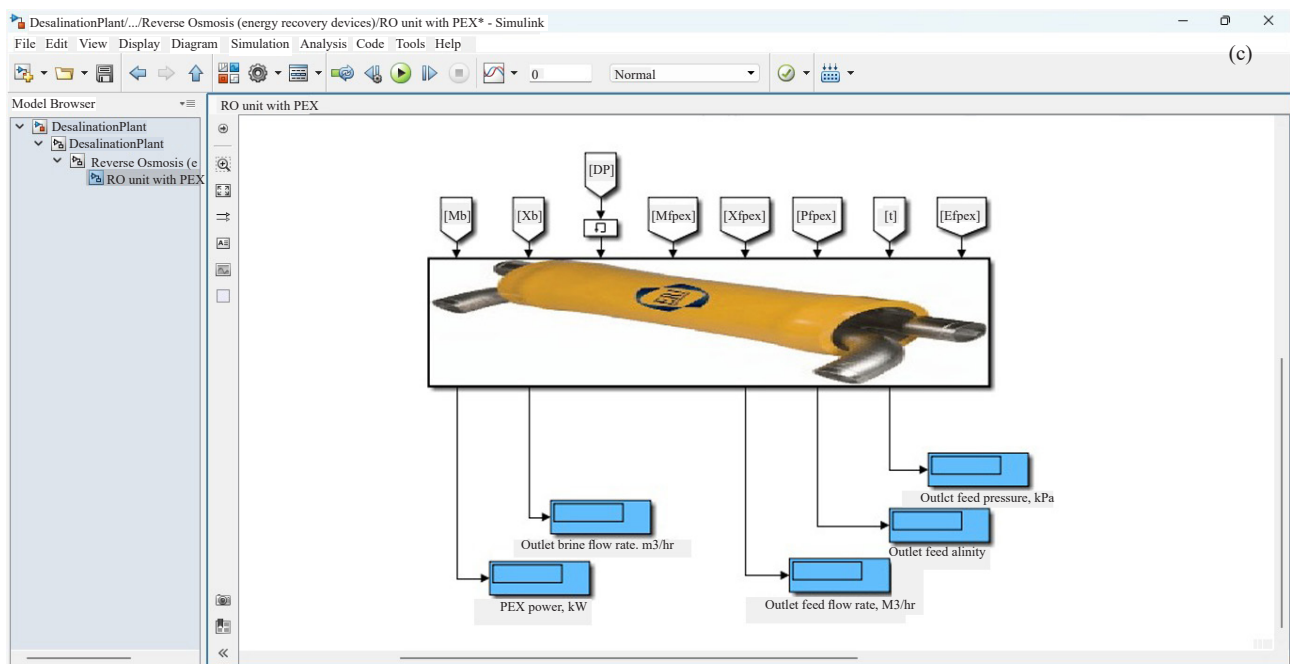 DesalinationPlant/.../Reverse Osmosis (energy recovery devices)/RO unit with PEX* - Simulink
File Edit View Display Diagram Simulation Analysis Code Tools Help
(c)
0 Normal
Model Browser
RO unit with PEX
DesalinationPlant
DesalinationPlant
Reverse Osmosis (e
RO unit with PEX
[DP]
[Mb] [Xb] [Mfpex] [Xfpex] [Pfpex] [t] [Efpex]
ERI
Outlct feed pressure, kPa
Outlet brine flow rate. m3/hr
Outlet feed alinity
PEX power, kW
Outlet feed flow rate, M3/hr